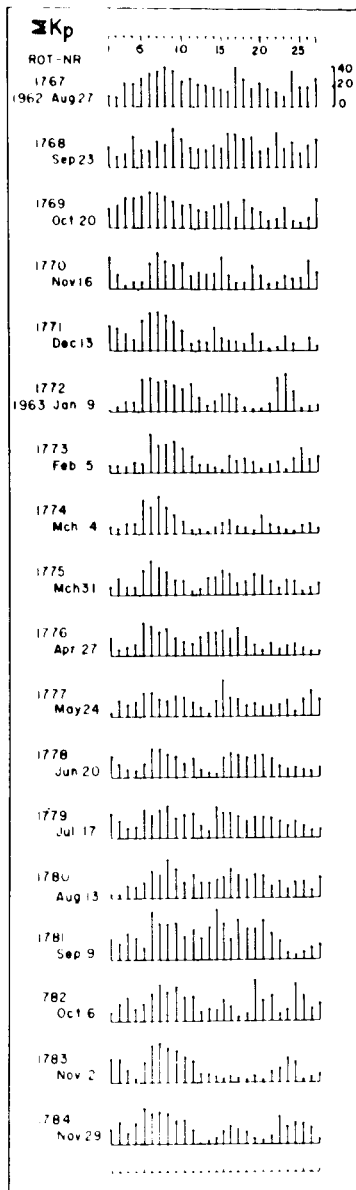 ΣKp
5 10 15 20 25
ROT-NR
1767 40
20
1962 Aug 27 0
1768
Sep 23
1769
Oct 20
1770
Nov 16
1771
Dec 13
1772
1963 Jan 9
1773
Feb 5
1774
Mch 4
1775
Mch 31
1776
Apr 27
1777
May 24
1778
Jun 20
1779
Jul 17
1780
Aug 13
1781
Sep 9
782
Oct 6
1783
Nov 2
1784
Nov 29